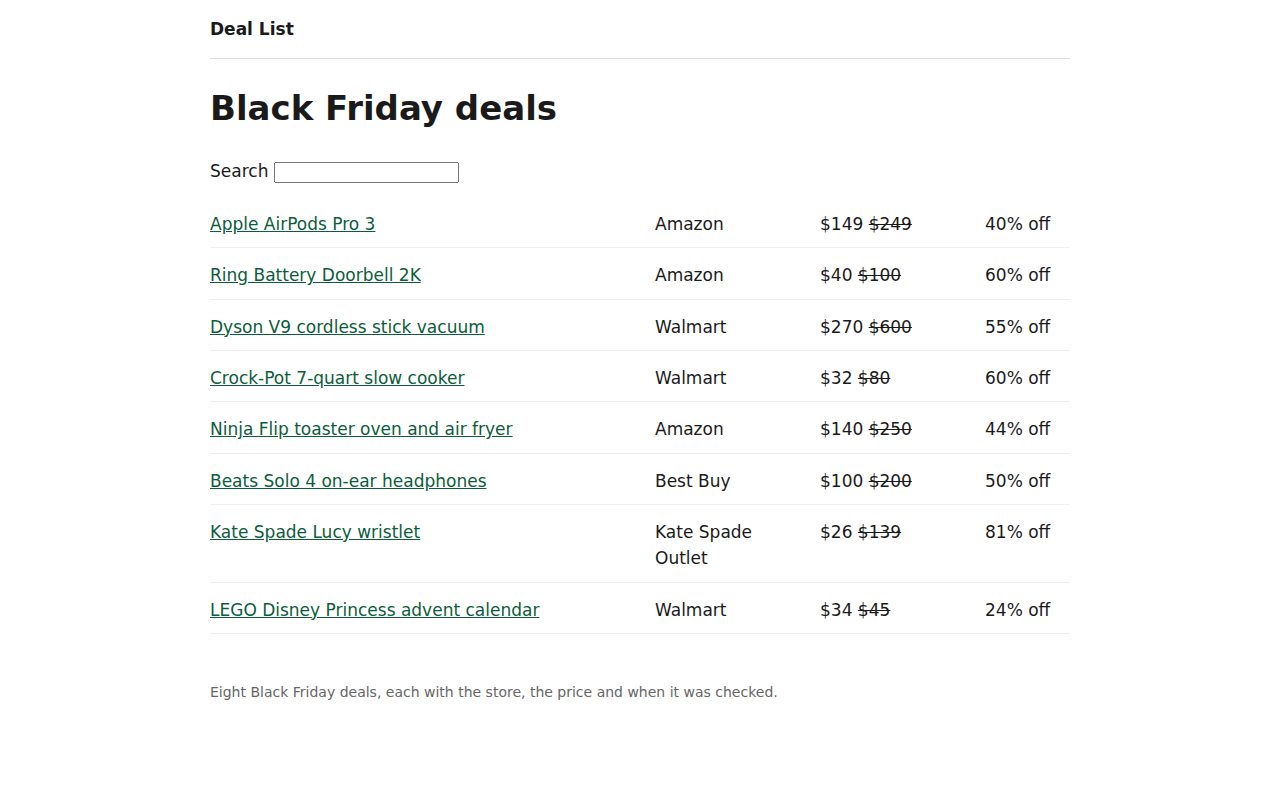 Deal List
Black Friday deals
Search
Apple AirPods Pro 3 Amazon $149 $249 40% off
Ring Battery Doorbell 2K Amazon $40 $100 60% off
Dyson V9 cordless stick vacuum Walmart $270 $600 55% off
Crock-Pot 7-quart slow cooker Walmart $32 $80 60% off
Ninja Flip toaster oven and air fryer Amazon $140 $250 44% off
Beats Solo 4 on-ear headphones Best Buy $100 $200 50% off
Kate Spade Lucy wristlet Kate Spade $26 $139 81% off
Outlet
LEGO Disney Princess advent calendar Walmart $34 $45 24% off
Eight Black Friday deals, each with the store, the price and when it was checked.